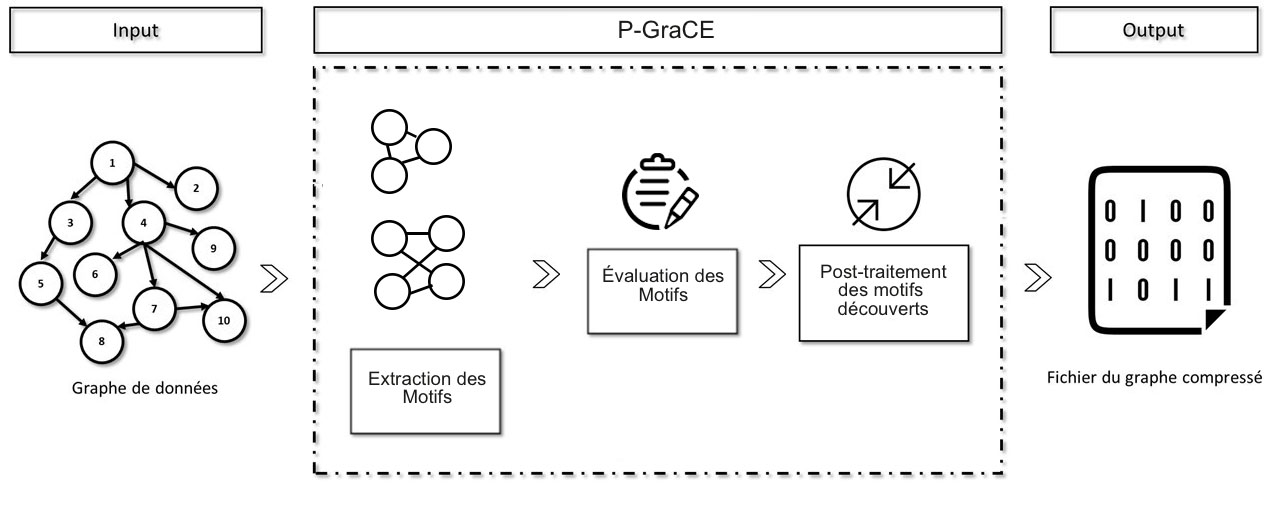 Input
P-GraCE
Output
1
2
3
4
9
6
5
7
10
8
Graphe de données
Extraction des
Motifs
Évaluation des
Motifs
Post-traitement
des motifs
découverts
0 1 0 0
0 0 0 0
1 0 1 1
Fichier du graphe compressé